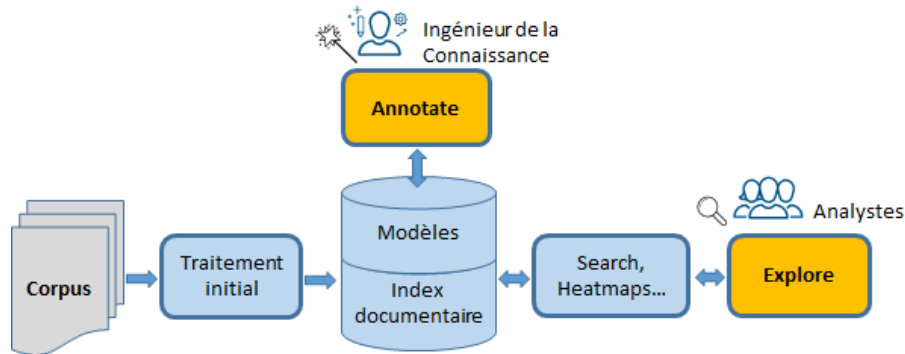 Ingénieur de la
Connaissance
Annotate
Corpus
Traitement
initial
Modèles
Index
documentaire
Search,
Heatmaps...
Analystes
Explore